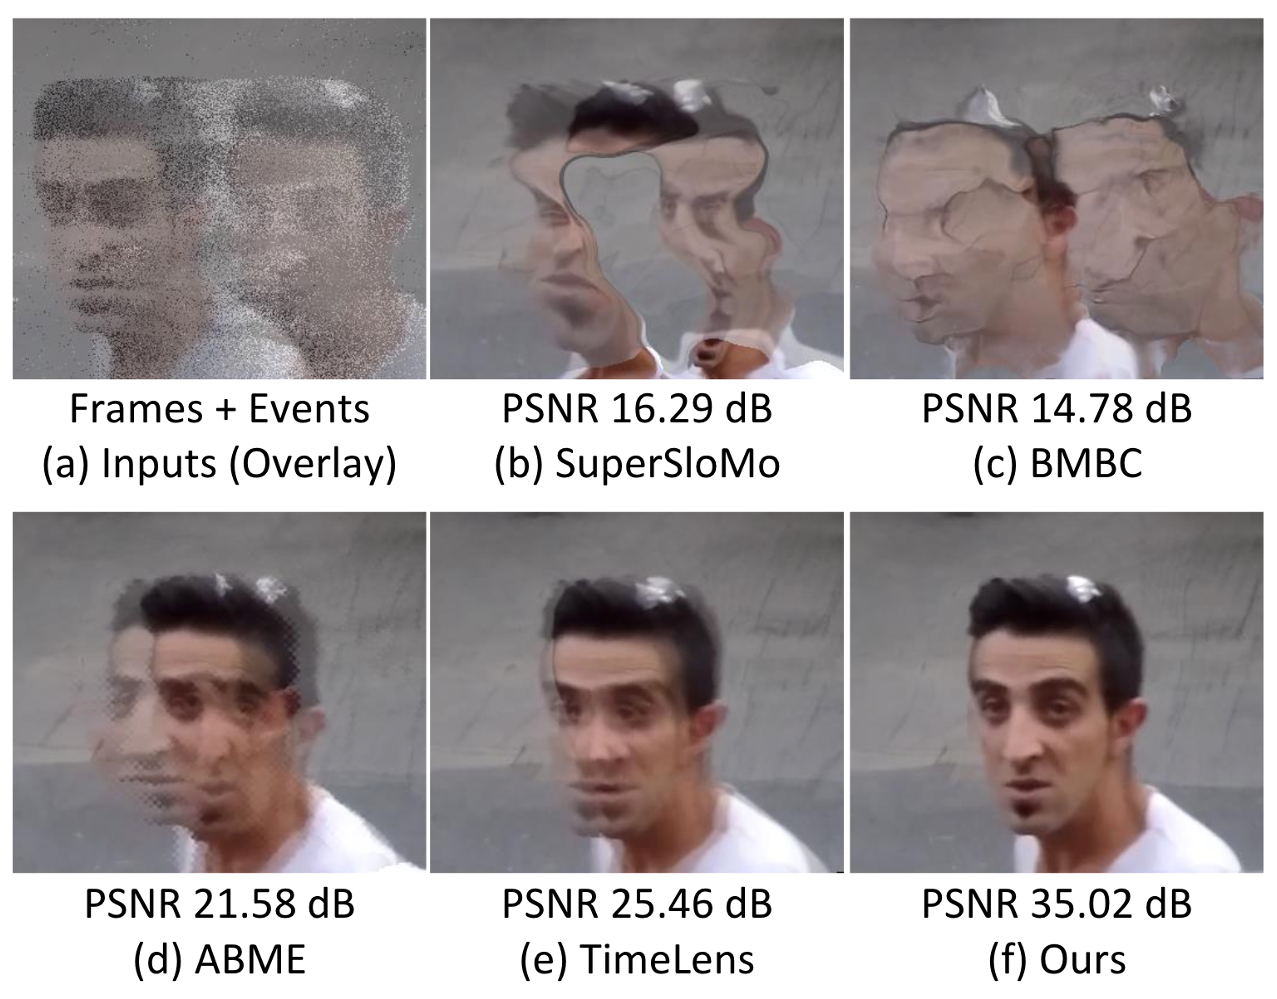 Frames + Events
(a) Inputs (Overlay)
PSNR 16.29 dB
(b) SuperSloMo
PSNR 14.78 dB
(c) BMBC
PSNR 21.58 dB
(d) ABME
PSNR 25.46 dB
(e) TimeLens
PSNR 35.02 dB
(f) Ours